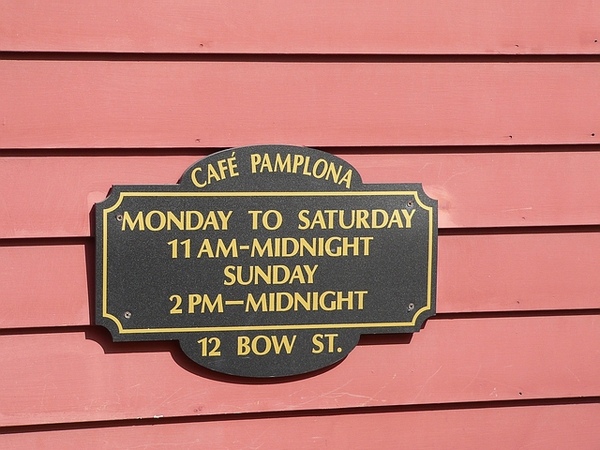 CAFÉ PAMPLONA
MONDAY TO SATURDAY
11 AM-MIDNIGHT
SUNDAY
2 PM—MIDNIGHT
12 BOW ST.